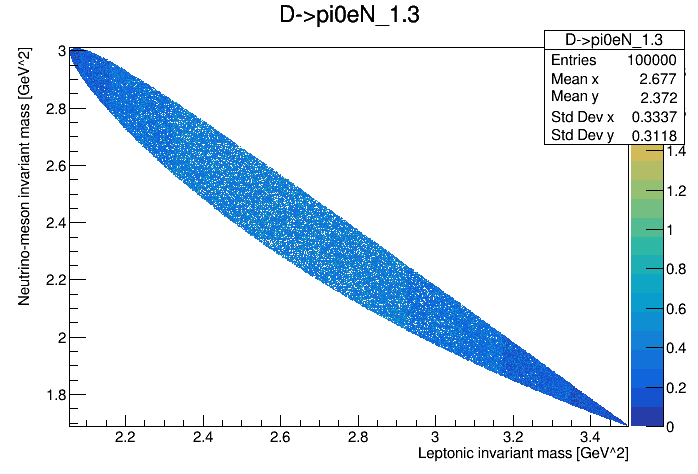 D->pi0eN_1.3
D->pi0eN_1.3
Entries 100000
Mean x 2.677
Mean y 2.372
Std Dev x 0.3337
Std Dev y 0.3118
Neutrino-meson invariant mass [GeV^2]
3
2.8
2.6
2.4
2.2
2
1.8
1.4
1.2
1
0.8
0.6
0.4
0.2
0
2.2 2.4 2.6 2.8 3 3.2 3.4
Leptonic invariant mass [GeV^2]